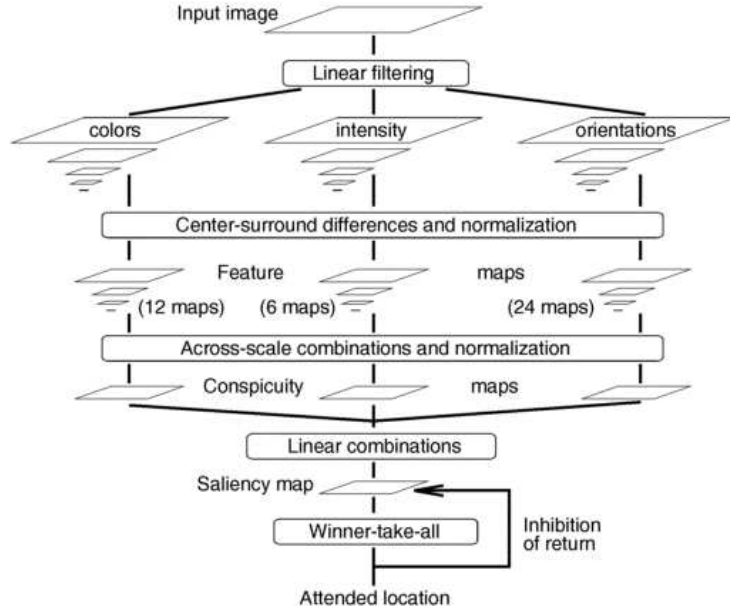 Input image
Linear filtering
colors
intensity
orientations
Center-surround differences and normalization
Feature maps
(12 maps)
(6 maps)
(24 maps)
Across-scale combinations and normalization
Conspicuity maps
Linear combinations
Saliency map
Winner-take-all
Inhibition
of return
Attended location